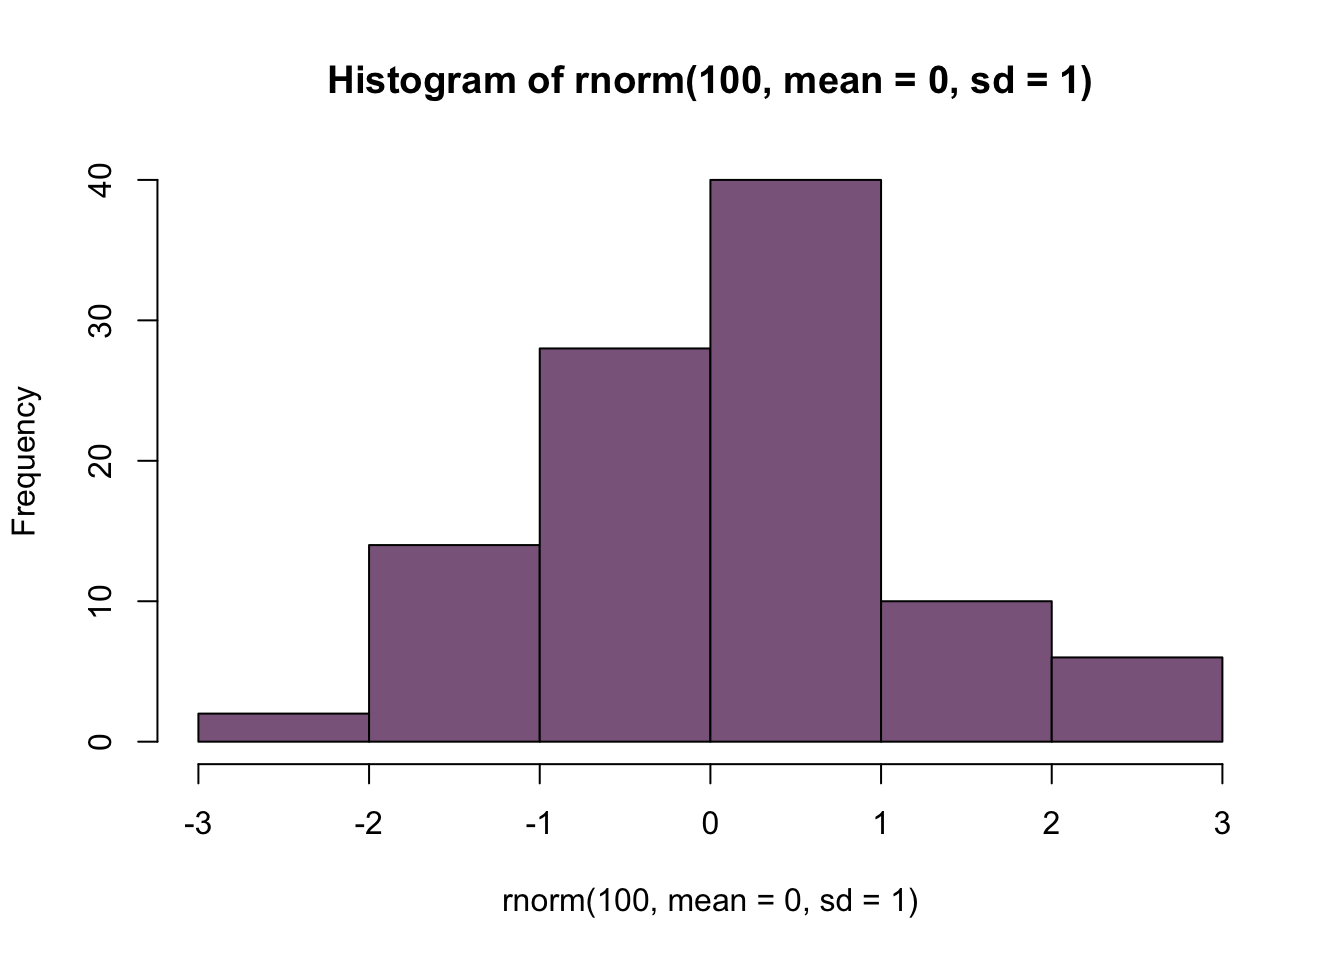 Histogram of rnorm(100, mean = 0, sd = 1)
Frequency
40
30
20
10
0
-3 -2 -1 0 1 2 3
rnorm(100, mean = 0, sd = 1)